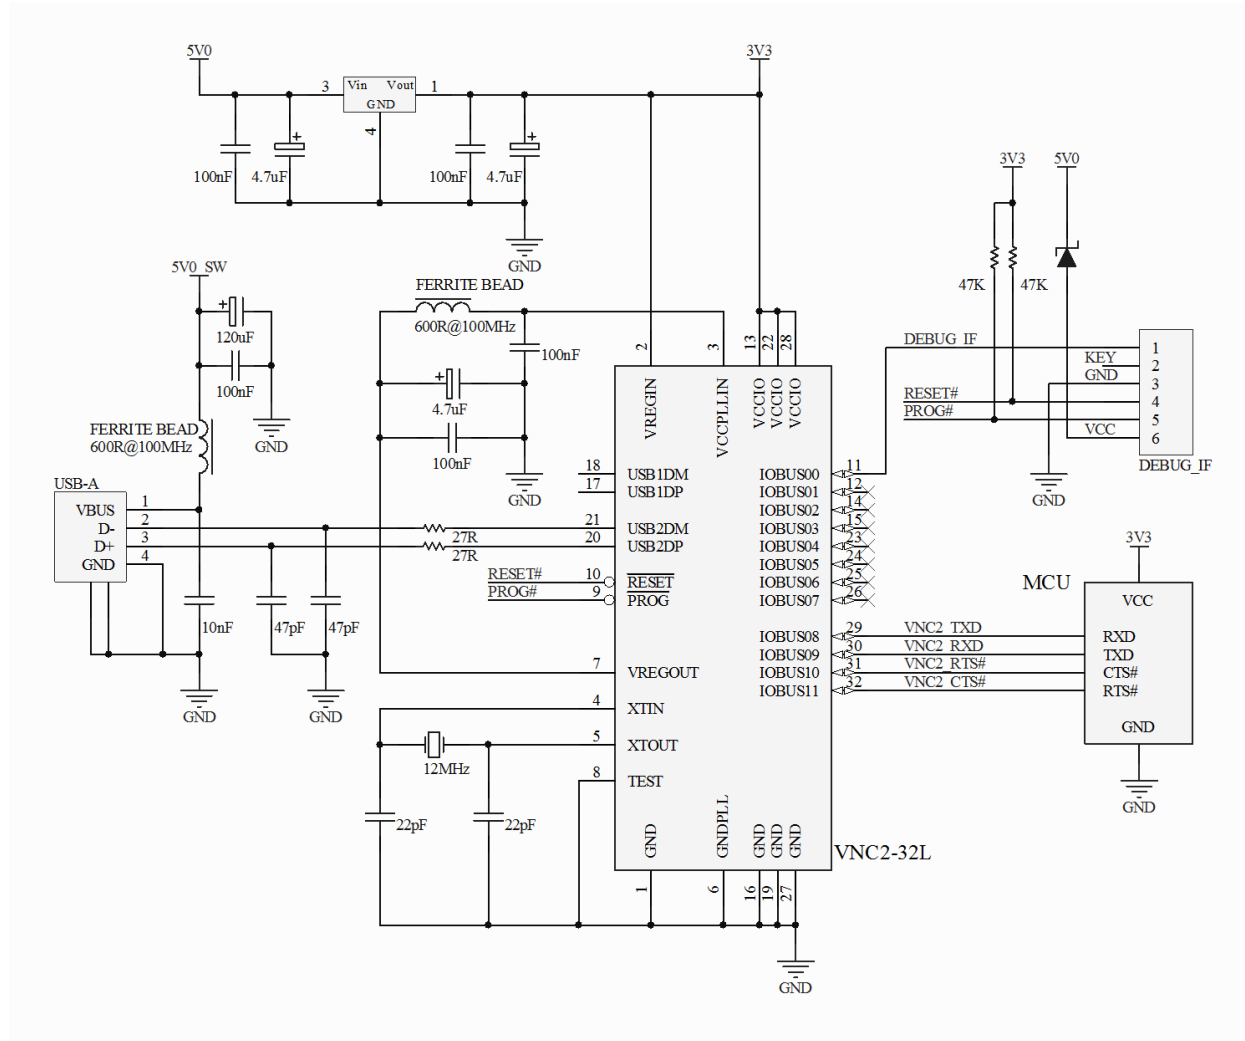 5V0
3V3
3
Vin
Vout
GND
1
4
100nF
4.7uF
100nF
4.7uF
GND
3V3
5V0
47K
47K
5V0_SW
120uF
100nF
GND
FERRITE BEAD
600R@100MHz
FERRITE BEAD
600R@100MHz
100nF
4.7uF
100nF
GND
2
3
13
22
28
VREGIN
VCCPLLIN
VCCIO
VCCIO
VCCIO
DEBUG_IF
KEY
GND
RESET#
PROG#
VCC
1
2
3
4
5
6
DEBUG_IF
GND
USB-A
VBUS
D-
D+
GND
1
2
3
4
27R
27R
10nF
47pF
47pF
GND
GND
RESET#
PROG#
18
17
21
20
10
9
7
4
5
8
USB1DM
USB1DP
USB2DM
USB2DP
RESET
PROG
VREGOUT
XTIN
XTOUT
TEST
IOBUS00
IOBUS01
IOBUS02
IOBUS03
IOBUS04
IOBUS05
IOBUS06
IOBUS07
IOBUS08
IOBUS09
IOBUS10
IOBUS11
11
12
14
15
23
24
25
26
29
30
31
32
VNC2_TXD
VNC2_RXD
VNC2_RTS#
VNC2_CTS#
3V3
MCU
VCC
RXD
TXD
CTS#
RTS#
GND
GND
12MHz
22pF
22pF
GND
GNDPLL
GND
GND
GND
VNC2-32L
1
6
16
19
27
GND